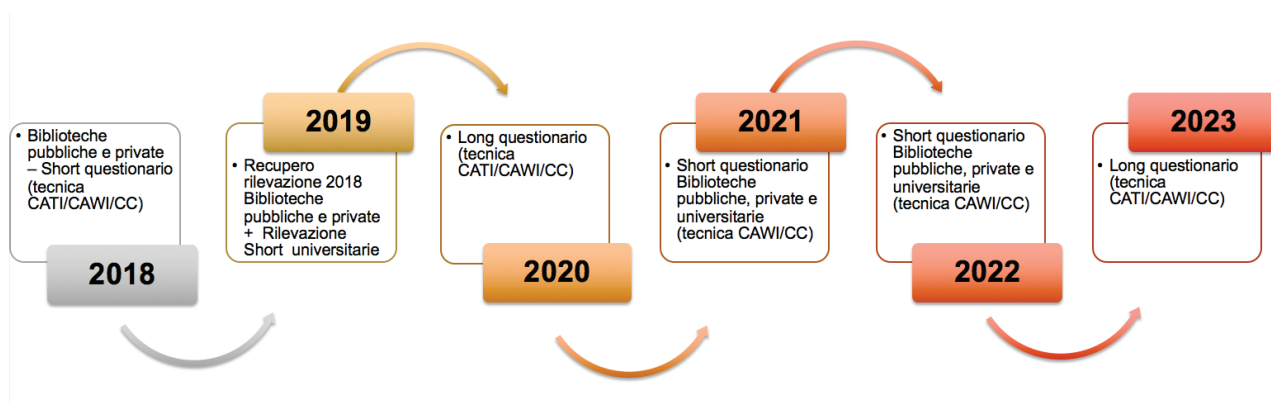 • Biblioteche
pubbliche e private
– Short questionario
(tecnica
CATI/CAWI/CC)
2018
2019
• Recupero
rilevazione 2018
Biblioteche
pubbliche e private
+ Rilevazione
Short universitarie
• Long questionario
(tecnica
CATI/CAWI/CC)
2020
2021
• Short questionario
Biblioteche
pubbliche, private e
universitarie
(tecnica CAWI/CC)
• Short questionario
Biblioteche
pubbliche, private e
universitarie
(tecnica CAWI/CC)
2022
2023
• Long questionario
(tecnica
CATI/CAWI/CC)